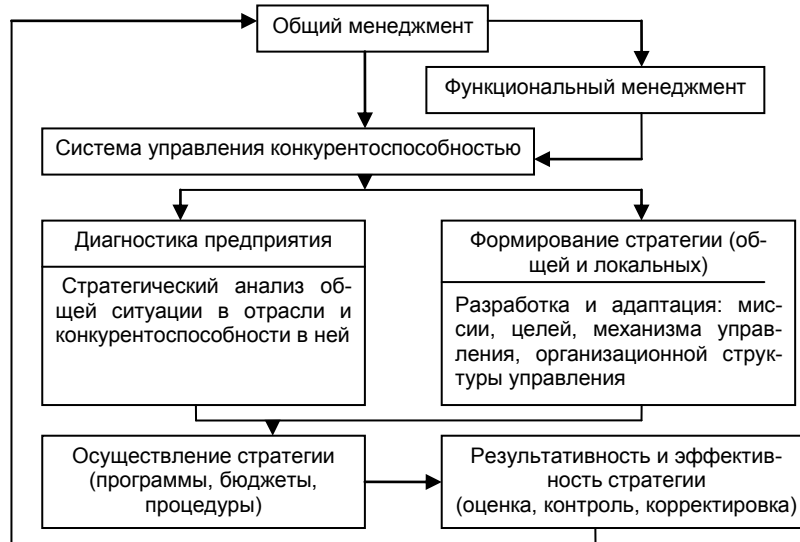 Общий менеджмент
Функциональный менеджмент
Система управления конкурентоспособностью
Диагностика предприятия
Стратегический анализ об-
щей ситуации в отрасли и
конкурентоспособности в ней
Формирование стратегии (об-
щей и локальных)
Разработка и адаптация: мис-
сии, целей, механизма управ-
ления, организационной струк-
туры управления
Осуществление стратегии
(программы, бюджеты,
процедуры)
Результативность и эффектив-
ность стратегии
(оценка, контроль, корректировка)